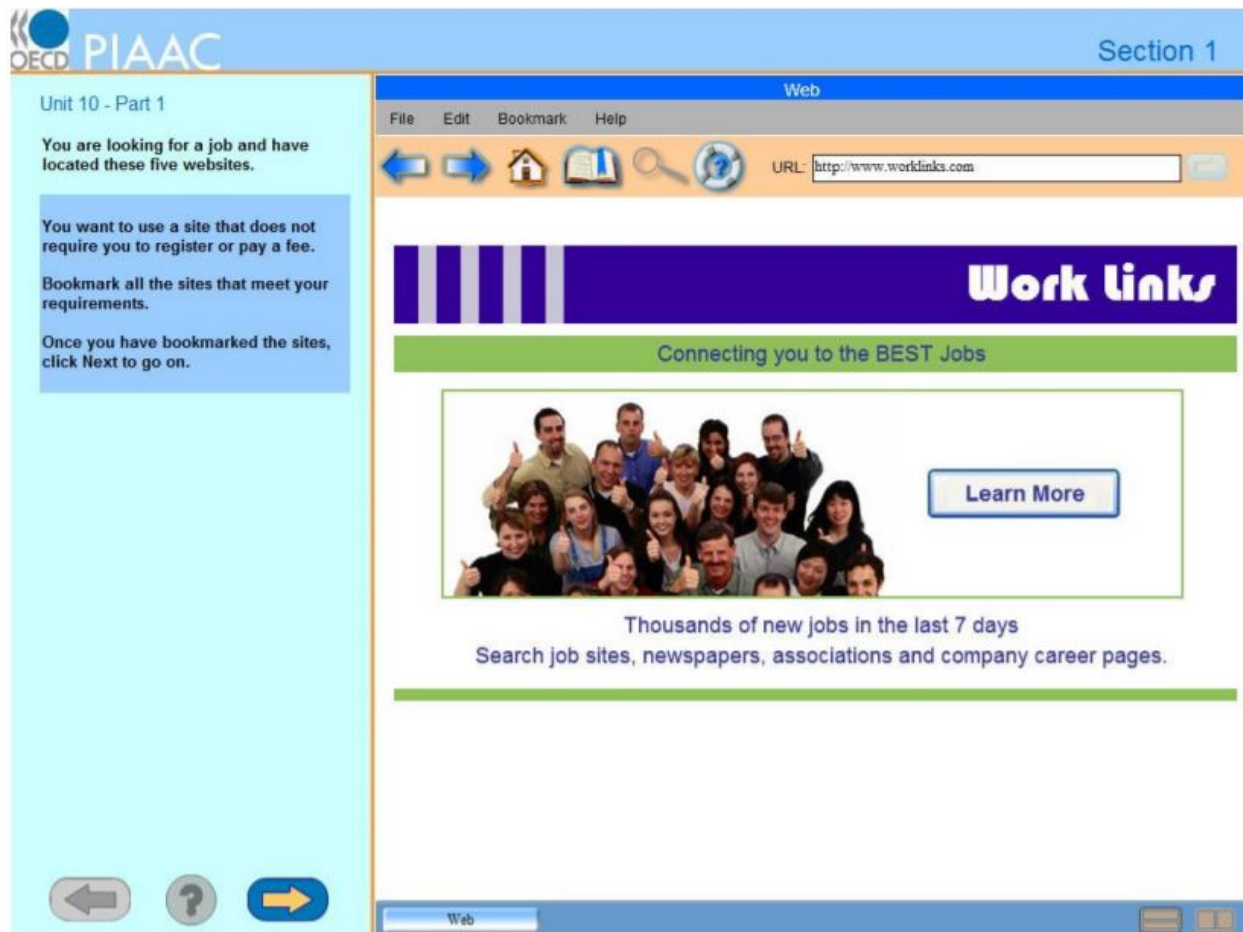 OECD PIAAC
Section 1
Unit 10 - Part 1
You are looking for a job and have
located these five websites.
You want to use a site that does not
require you to register or pay a fee.
Bookmark all the sites that meet your
requirements.
Once you have bookmarked the sites,
click Next to go on.
?
Web
File Edit Bookmark Help
? URL: http://www.worklinks.com
Work Links
Connecting you to the BEST Jobs
Learn More
Thousands of new jobs in the last 7 days
Search job sites, newspapers, associations and company career pages.
Web